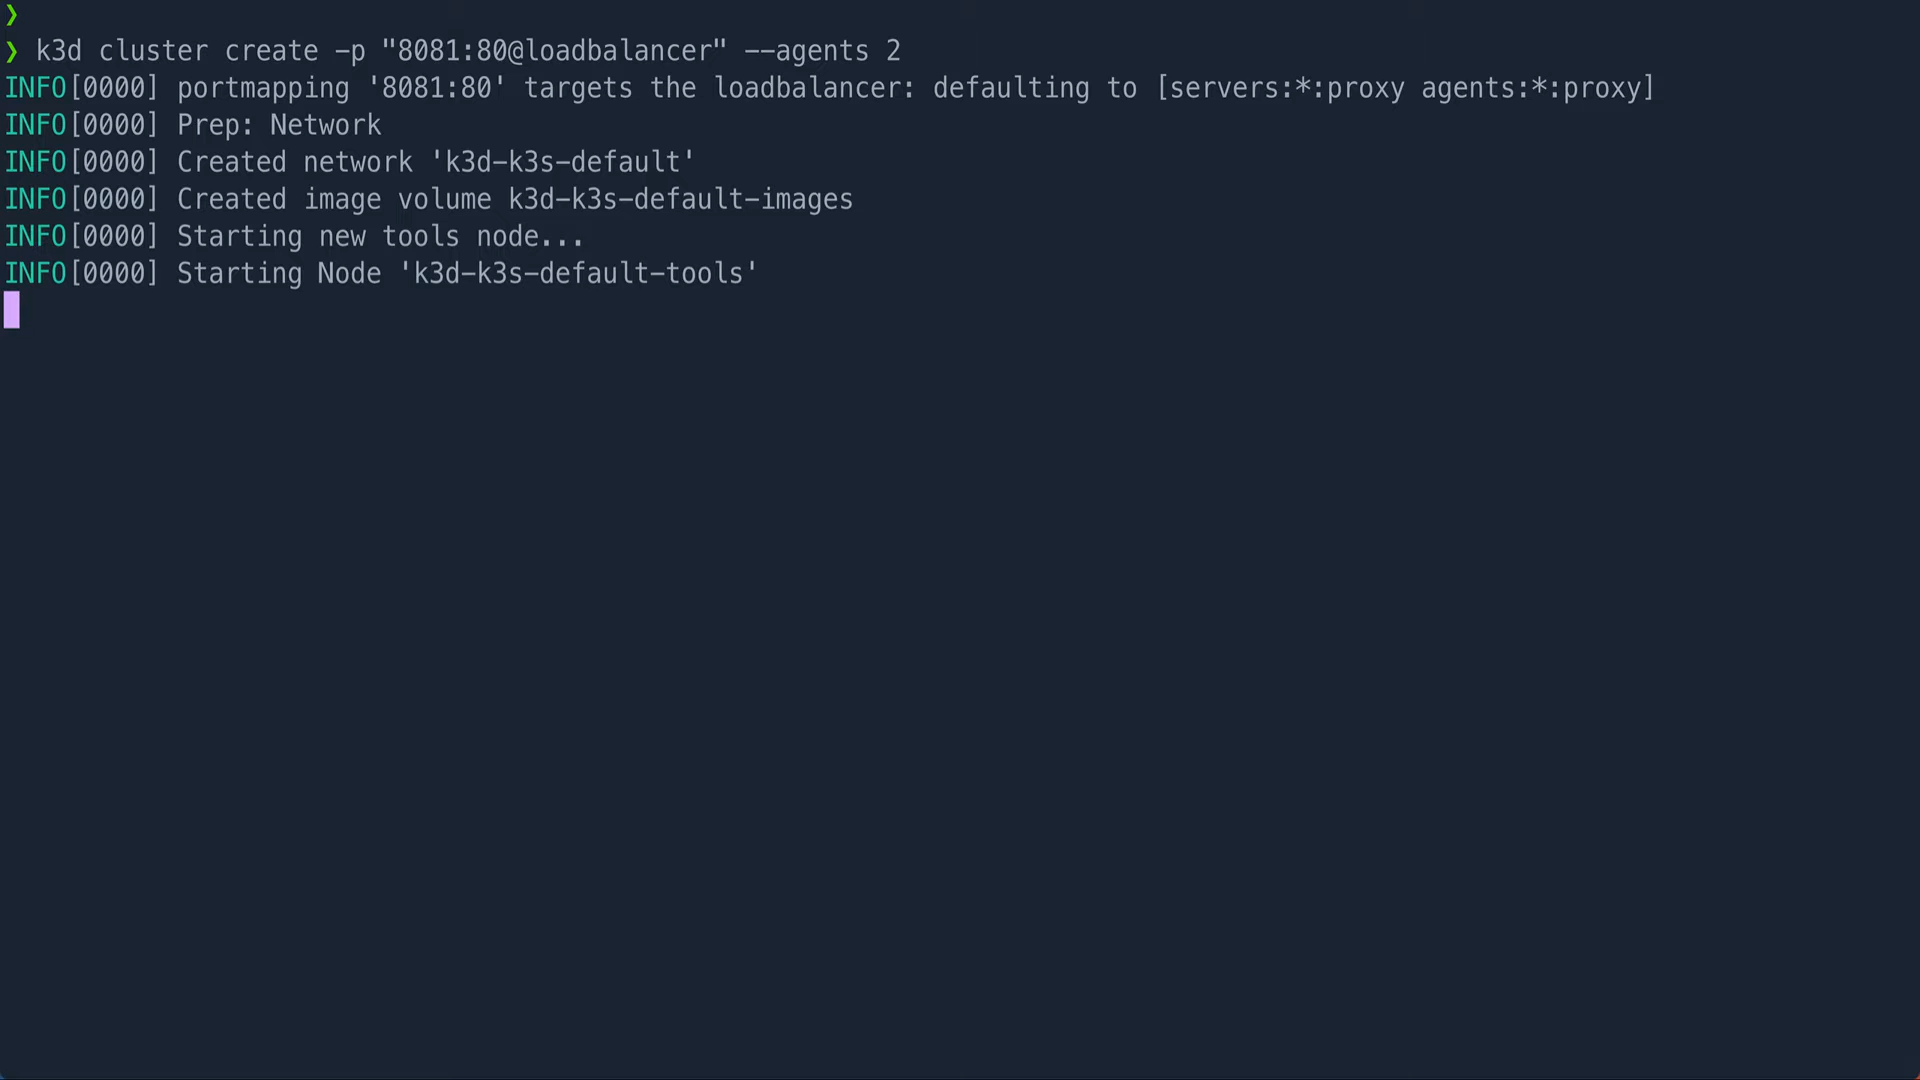 ❯
❯ k3d cluster create -p "8081:80@loadbalancer" --agents 2
INFO[0000] portmapping '8081:80' targets the loadbalancer: defaulting to [servers:*:proxy agents:*:proxy]
INFO[0000] Prep: Network
INFO[0000] Created network 'k3d-k3s-default'
INFO[0000] Created image volume k3d-k3s-default-images
INFO[0000] Starting new tools node...
INFO[0000] Starting Node 'k3d-k3s-default-tools'